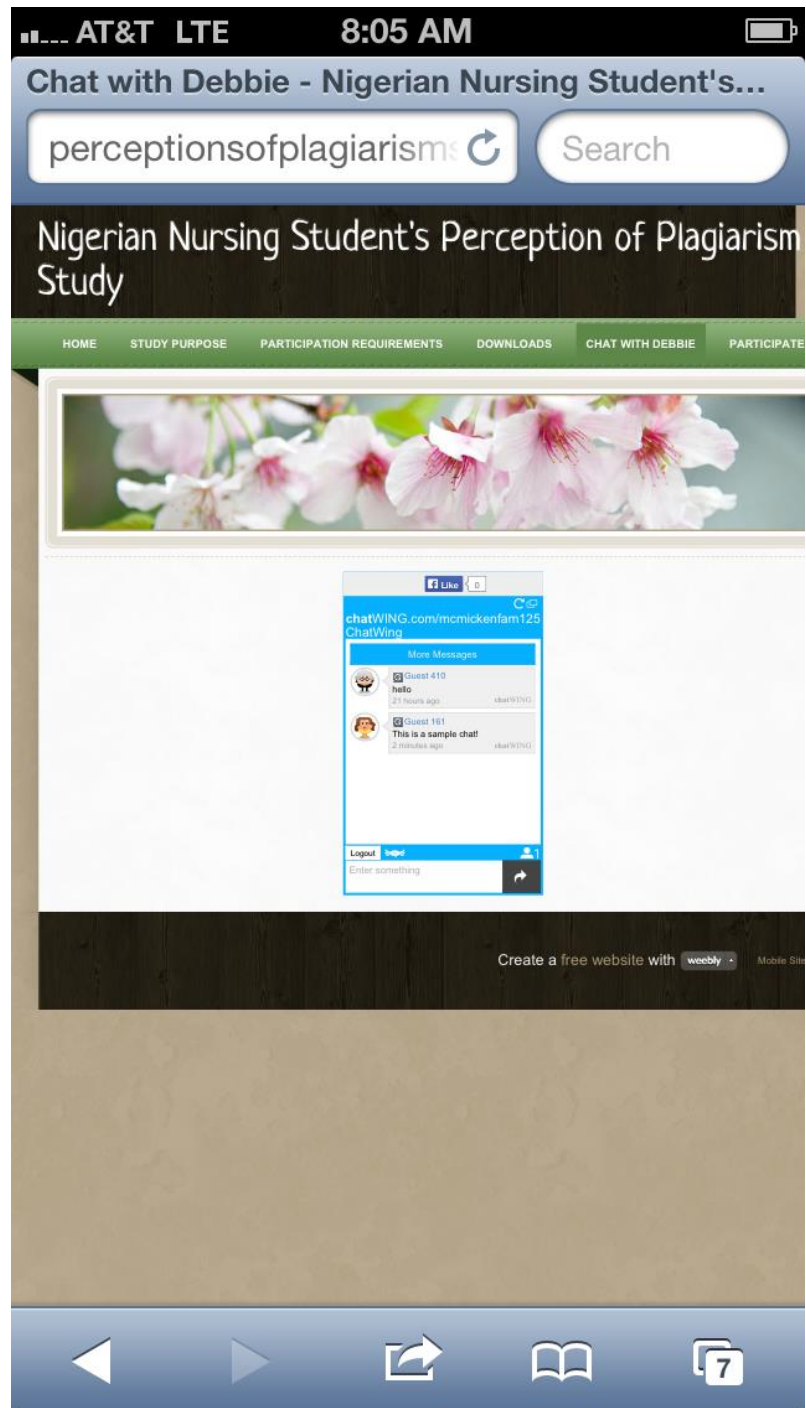 AT&T LTE 8:05 AM
Chat with Debbie - Nigerian Nursing Student's...
perceptionsofplagiarisms Search
Nigerian Nursing Student's Perception of Plagiarism
Study
HOME STUDY PURPOSE PARTICIPATION REQUIREMENTS DOWNLOADS CHAT WITH DEBBIE PARTICIPATE
Like 0
chatWING.com/mcmickenfam125
ChatWing
More Messages
G Guest 410
hello
21 hours ago chatWING
G Guest 161
This is a sample chat!
2 minutes ago chatWING
Logout 1
Enter something
Create a free website with weebly Mobile Site
7